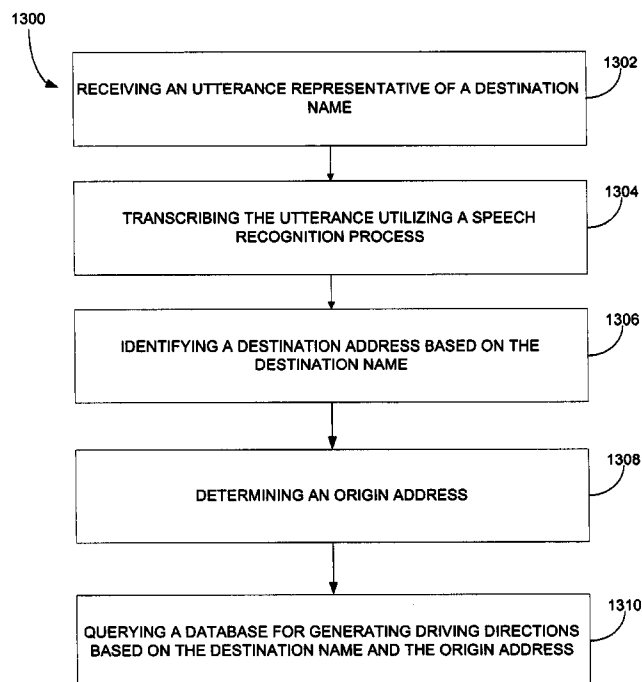 1300
RECEIVING AN UTTERANCE REPRESENTATIVE OF A DESTINATION
NAME
1302
TRANSCRIBING THE UTTERANCE UTILIZING A SPEECH
RECOGNITION PROCESS
1304
IDENTIFYING A DESTINATION ADDRESS BASED ON THE
DESTINATION NAME
1306
DETERMINING AN ORIGIN ADDRESS
1308
QUERYING A DATABASE FOR GENERATING DRIVING DIRECTIONS
BASED ON THE DESTINATION NAME AND THE ORIGIN ADDRESS
1310